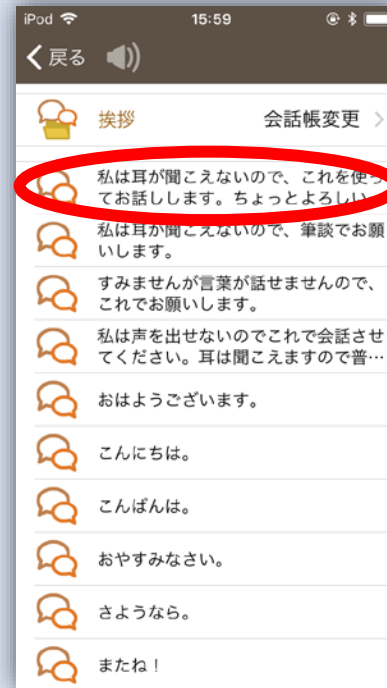 iPod 15:59
戻る
挨拶 会話帳変更
私は耳が聞こえないので、これを使っ
てお話しします。ちょっとよろしい
私は耳が聞こえないので、筆談でお願
いします。
すみませんが言葉が話せませんので、
これでお願いします。
私は声を出せないのでこれで会話させ
てください。耳は聞こえますので普…
おはようございます。
こんにちは。
こんばんは。
おやすみなさい。
さようなら。
またね！